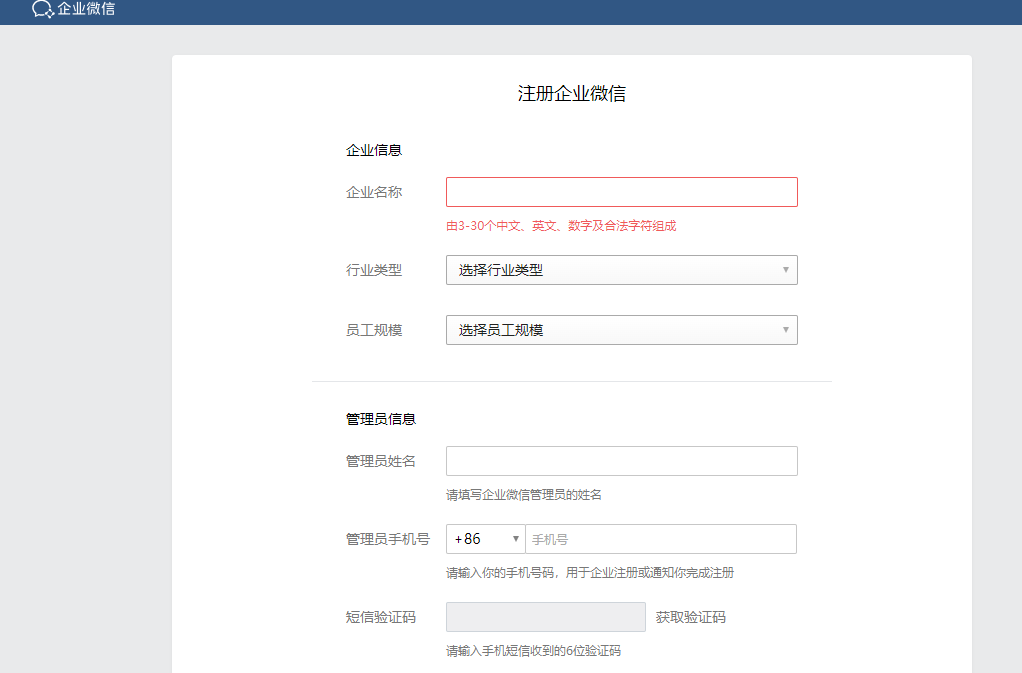 企业微信
注册企业微信
企业信息
企业名称
由3-30个中文、英文、数字及合法字符组成
行业类型 选择行业类型
员工规模 选择员工规模
管理员信息
管理员姓名
请填写企业微信管理员的姓名
管理员手机号 +86 手机号
请输入你的手机号码，用于企业注册或通知你完成注册
短信验证码 获取验证码
请输入手机短信收到的6位验证码